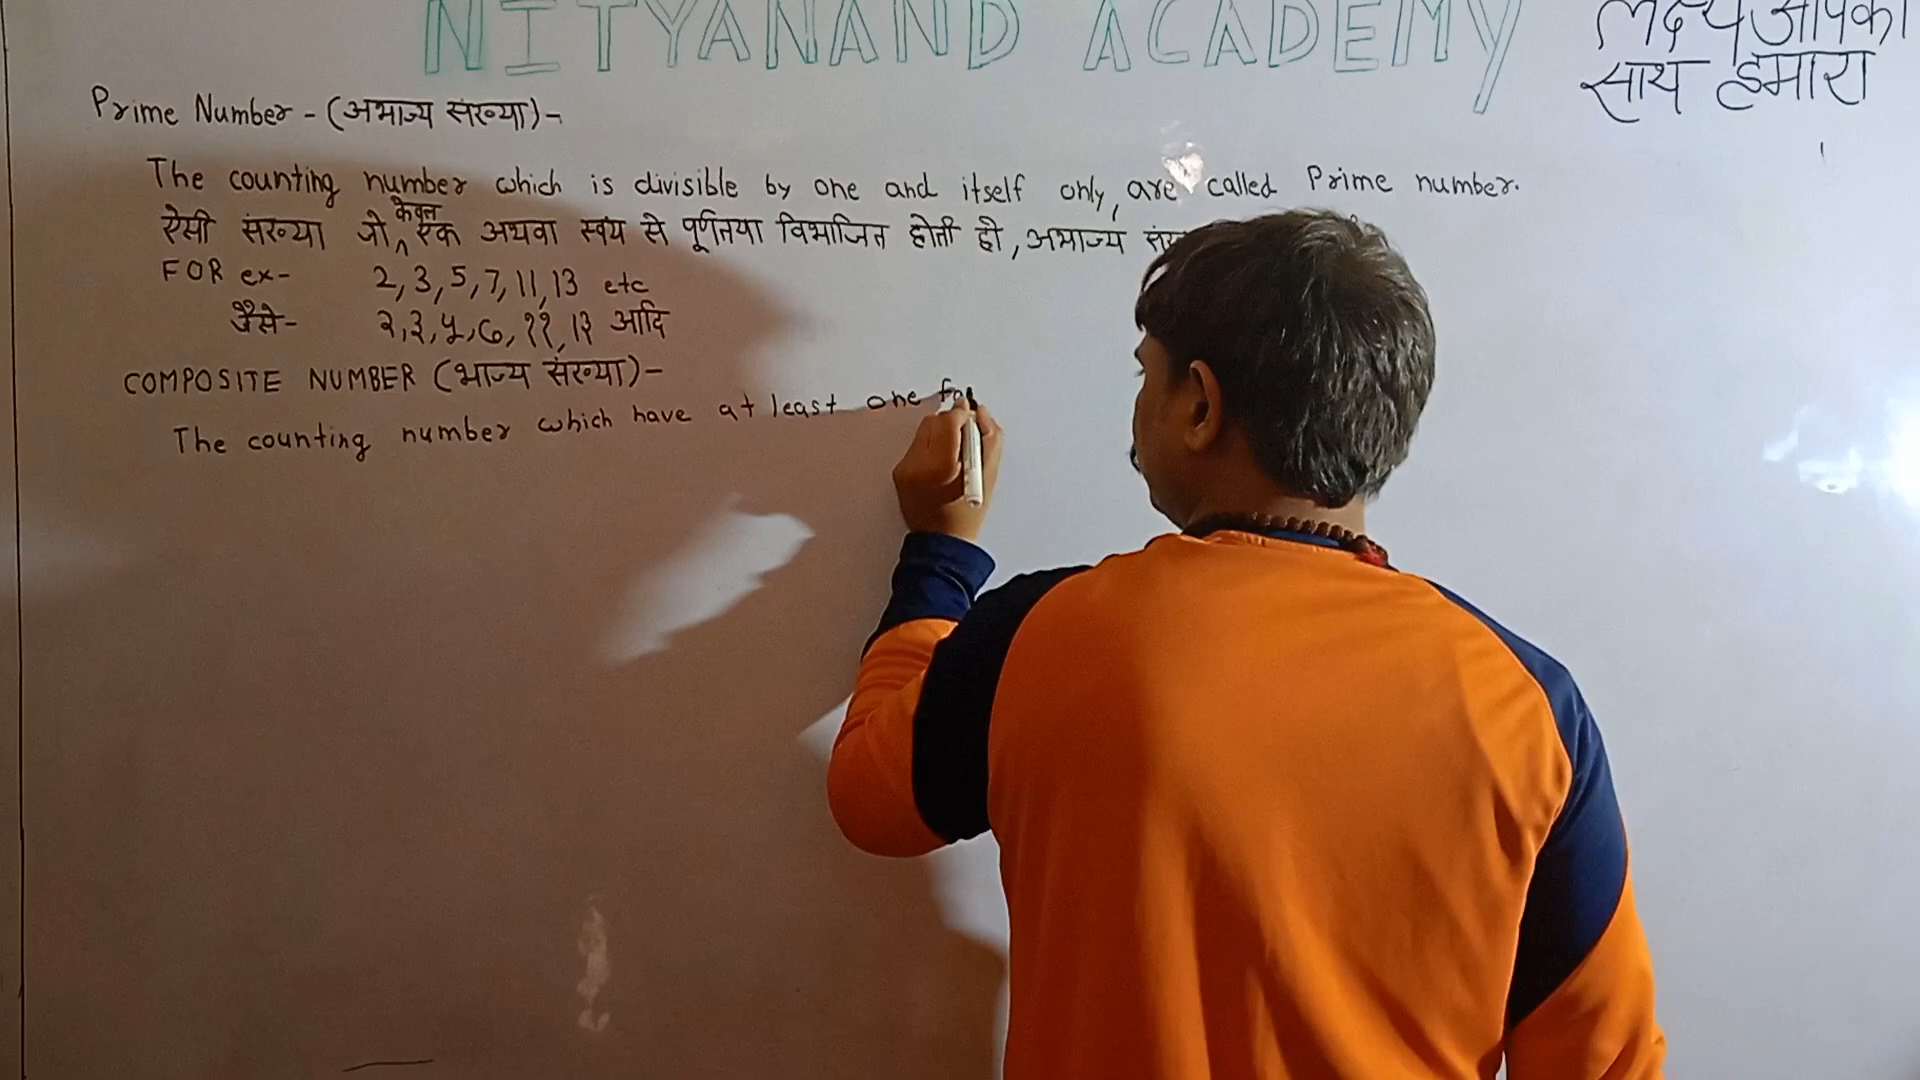 NITYANAND ACADEMY
लक्ष्य आपका
साथ हमारा
Prime Number - (अभाज्य संख्या)-
The counting number which is divisible by one and itself only, are called Prime number.
केवल
ऐसी संख्या जो ^ एक अथवा स्वंय से पूर्णतया विभाजित होती हो, अभाज्य
FOR ex- 2, 3, 5, 7, 11, 13 etc
जैसे- २, ३, ५, ७, ११, १३ आदि
COMPOSITE NUMBER (भाज्य संख्या)-
The counting number which have at least one